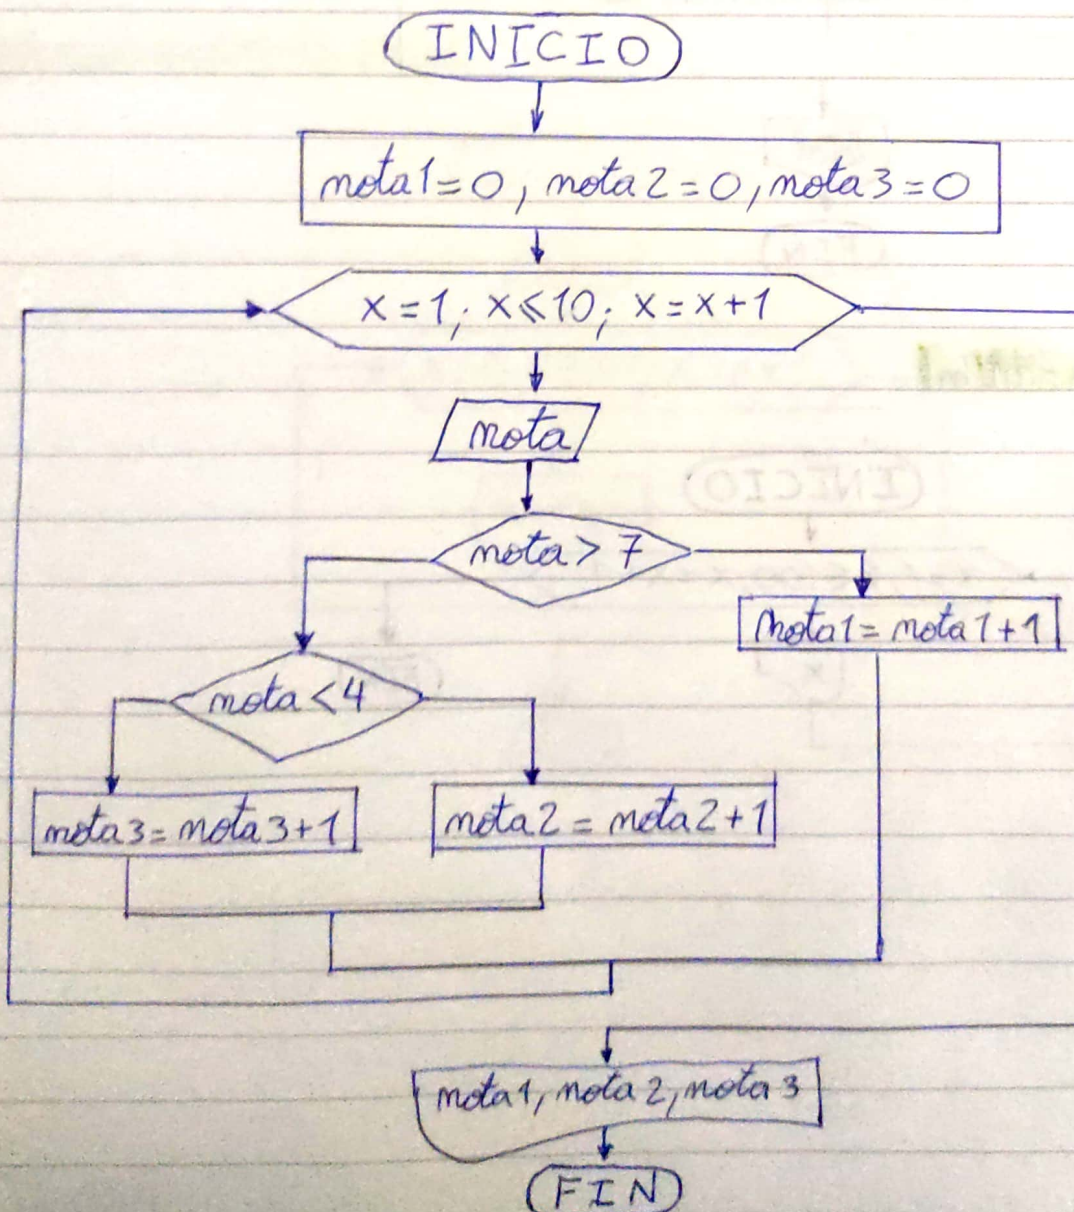 INICIO
nota1=0, nota2=0, nota3=0
x=1; x≤10; x=x+1
nota
nota > 7
nota1 = nota1+1
nota <4
nota3=nota3+1
nota2 = nota2+1
nota1, nota2, nota3
FIN